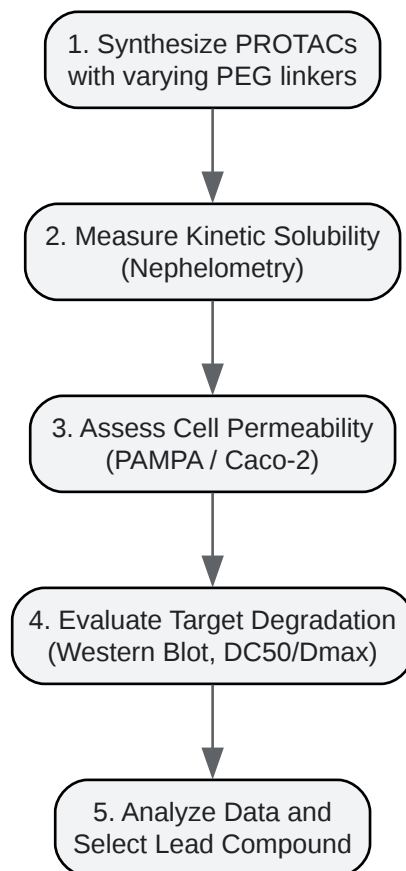 1. Synthesize PROTACs
with varying PEG linkers
2. Measure Kinetic Solubility
(Nephelometry)
3. Assess Cell Permeability
(PAMPA / Caco-2)
4. Evaluate Target Degradation
(Western Blot, DC50/Dmax)
5. Analyze Data and
Select Lead Compound